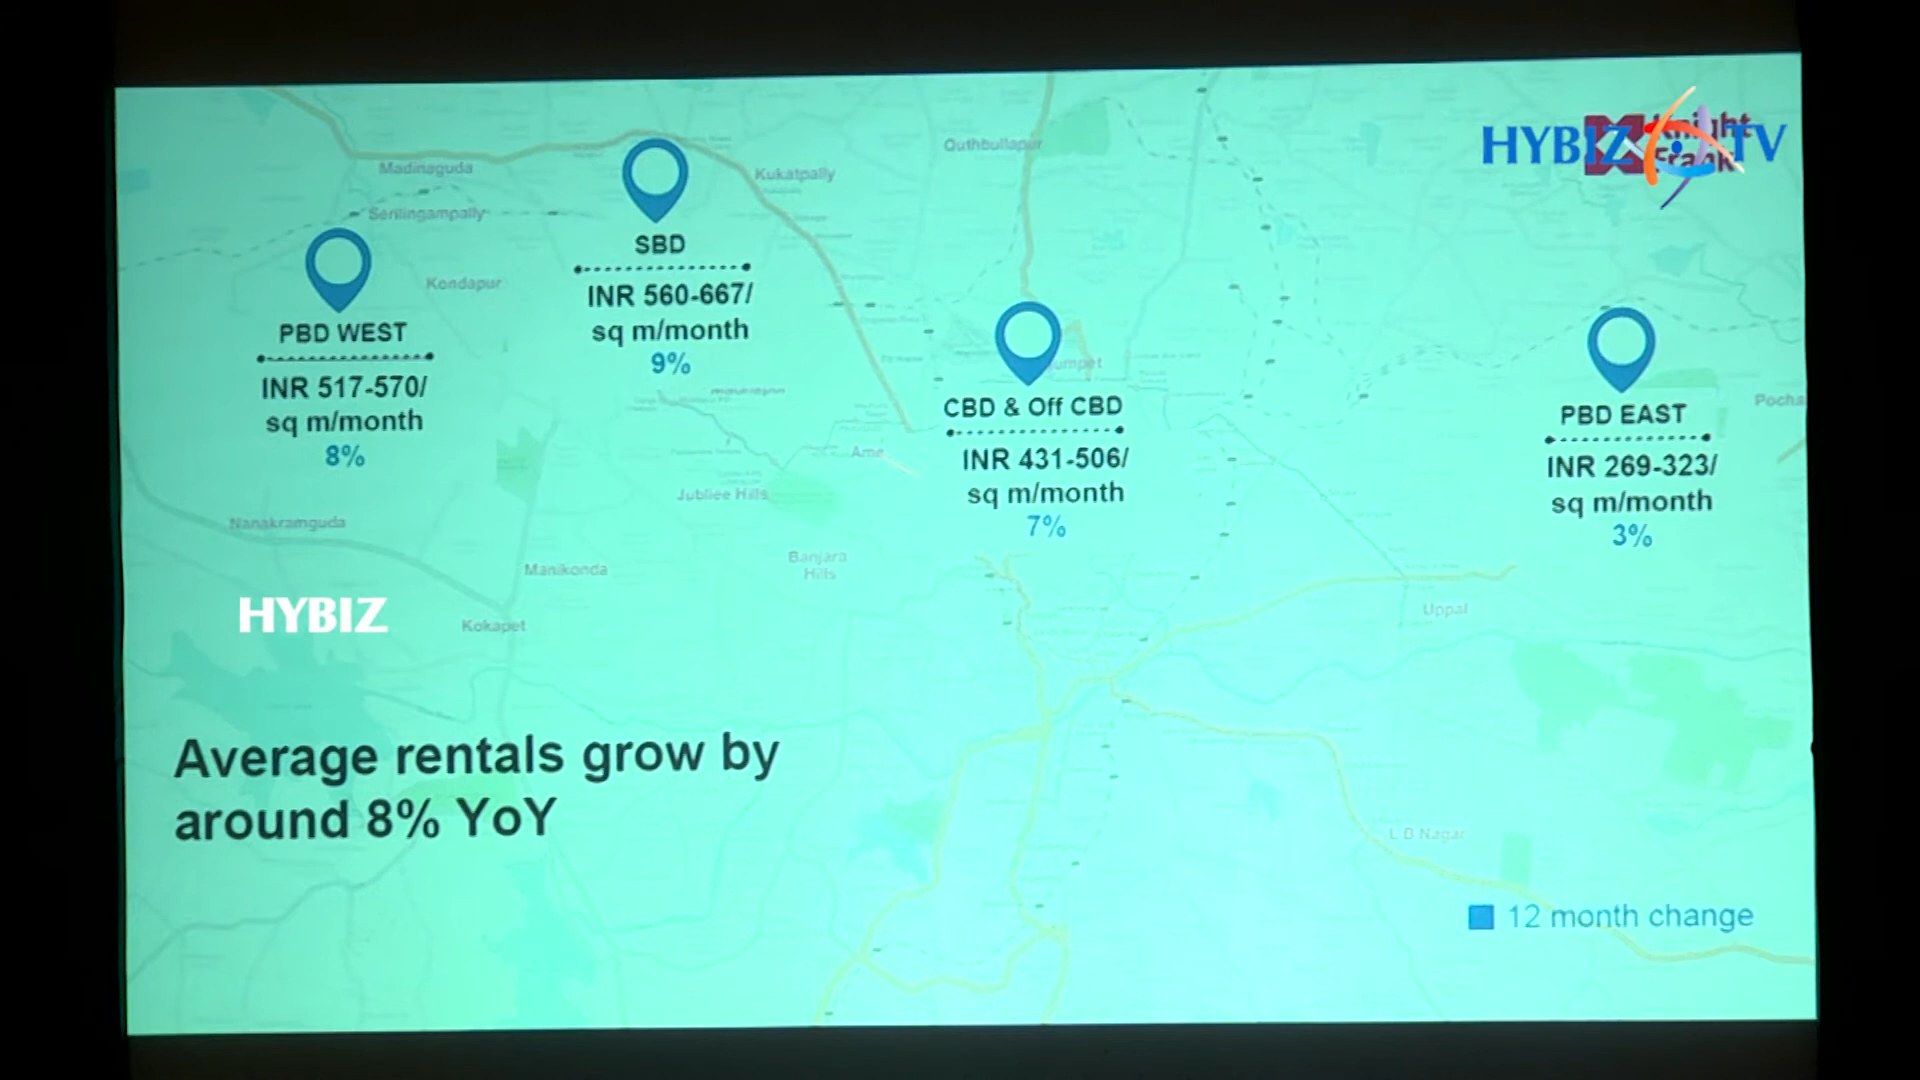 HYBIZ TV
Knight
Frank
Madinaguda
Serilingampally
Kondapur
Kukatpally
Quthbullapur
PBD WEST
INR 517-570/
sq m/month
8%
SBD
INR 560-667/
sq m/month
9%
CBD & Off CBD
INR 431-506/
sq m/month
7%
PBD EAST
INR 269-323/
sq m/month
3%
Jubliee Hills
Nanakramguda
Manikonda
Banjara
Hills
Kokapet
Uppal
L B Nagar
HYBIZ
Average rentals grow by
around 8% YoY
12 month change